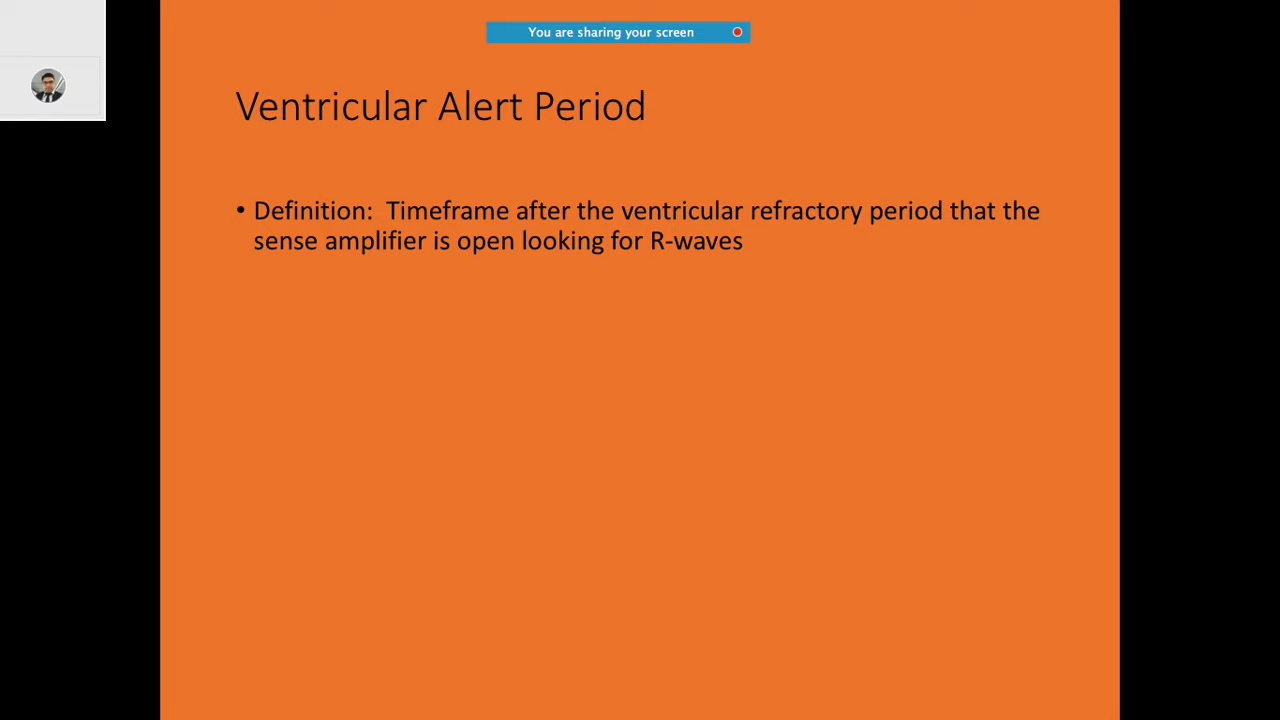 You are sharing your screen
Ventricular Alert Period
• Definition:  Timeframe after the ventricular refractory period that the
sense amplifier is open looking for R-waves